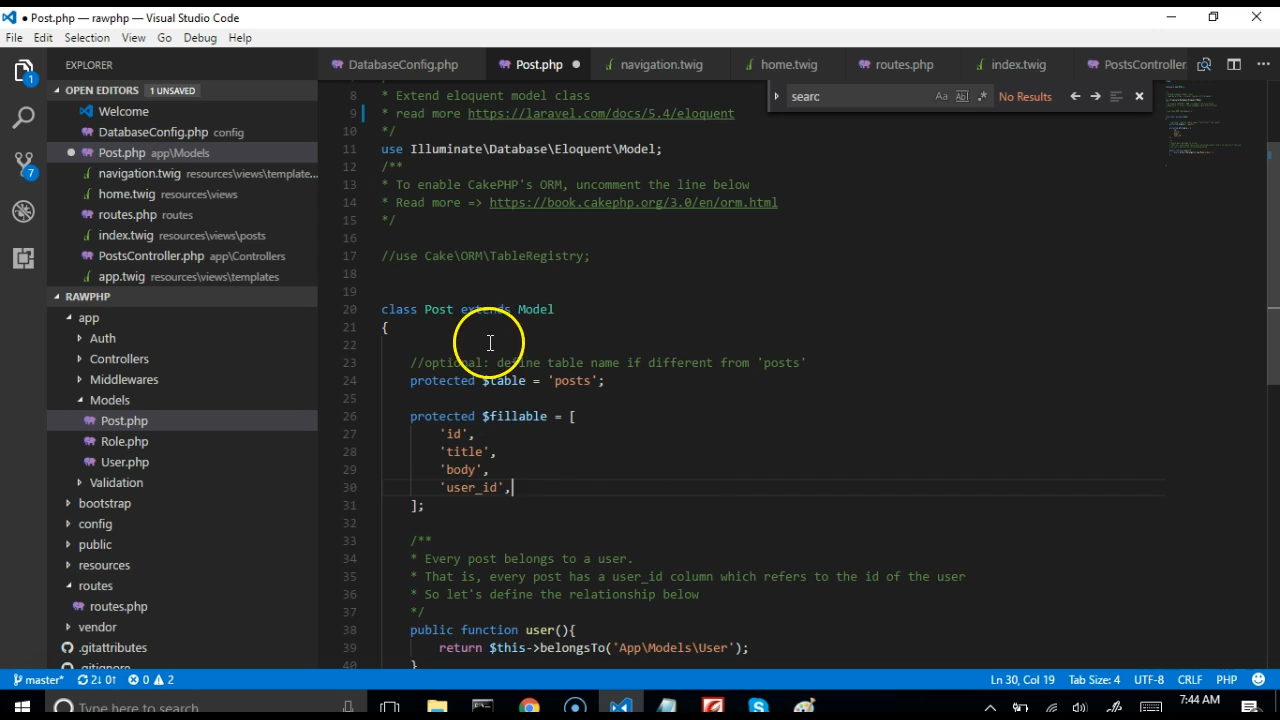 ● Post.php — rawphp — Visual Studio Code
File Edit Selection View Go Debug Help
EXPLORER
DatabaseConfig.php Post.php ● navigation.twig home.twig routes.php index.twig PostsController
OPEN EDITORS 1 UNSAVED
Welcome
DatabaseConfig.php config
Post.php app\Models
navigation.twig resources\views\template...
home.twig resources\views
routes.php routes
index.twig resources\views\posts
PostsController.php app\Controllers
app.twig resources\views\templates
RAWPHP
app
Auth
Controllers
Middlewares
Models
Post.php
Role.php
User.php
Validation
bootstrap
config
public
resources
routes
routes.php
vendor
.gitattributes
.gitignore
searc Aa Abl .* No Results
8 * Extend eloquent model class
9 * read more https://laravel.com/docs/5.4/eloquent
10 */
11 use Illuminate\Database\Eloquent\Model;
12 /**
13 * To enable CakePHP's ORM, uncomment the line below
14 * Read more => https://book.cakephp.org/3.0/en/orm.html
15 */
16
17 //use Cake\ORM\TableRegistry;
18
19
20 class Post extends Model
21 {
22
23 //optional: define table name if different from 'posts'
24 protected $table = 'posts';
25
26 protected $fillable = [
27 'id',
28 'title',
29 'body',
30 'user_id',
31 ];
32
33 /**
34 * Every post belongs to a user.
35 * That is, every post has a user_id column which refers to the id of the user
36 * So let's define the relationship below
37 */
38 public function user(){
39 return $this->belongsTo('App\Models\User');
40 }
1
7
master* 2↓ 0↑ 0 2 Ln 30, Col 19 Tab Size: 4 UTF-8 CRLF PHP
Type here to search 7:44 AM